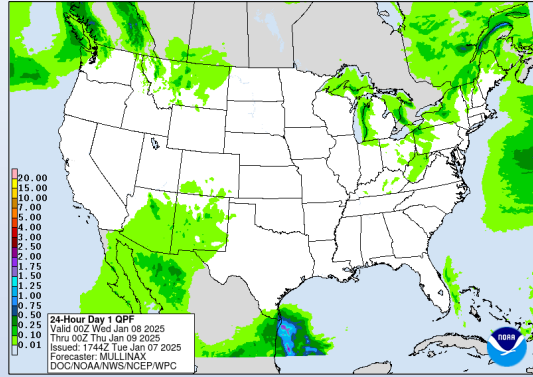 20.00
15.00
10.00
7.00
5.00
4.00
3.00
2.50
2.00
1.75
1.50
1.25
1.00
0.75
0.50
0.25
0.10
0.01
24-Hour Day 1 QPF
Valid 00Z Wed Jan 08 2025
Thru 00Z Thu Jan 09 2025
Issued: 1744Z Tue Jan 07 2025
Forecaster: MULLINAX
DOC/NOAA/NWS/NCEP/WPC
NOAA